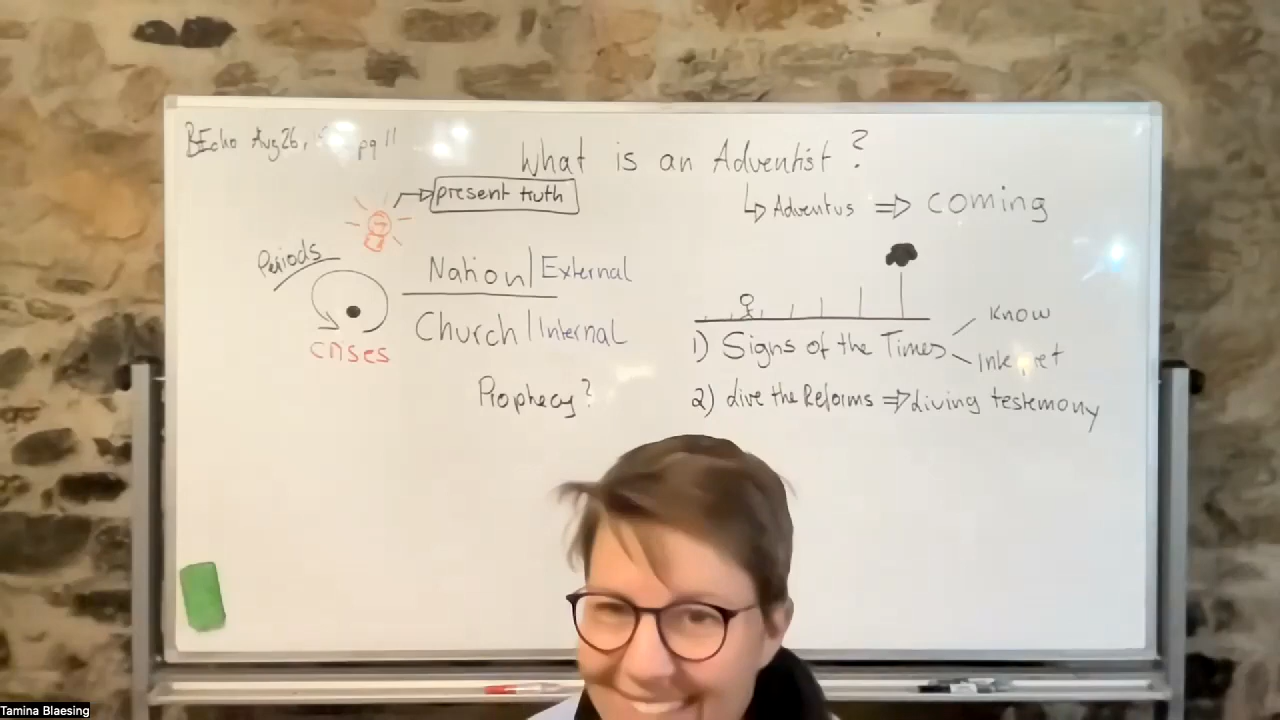 BEcho Aug 26, pg 11
What is an Adventist?
present truth
↳ Adventus ⇒ coming
Periods
Nation | External
Church | Internal
crises
Know
1) Signs of the Times
Prophecy?
2) Live the Reforms ⇒ Living testemony
Tamina Blaesing